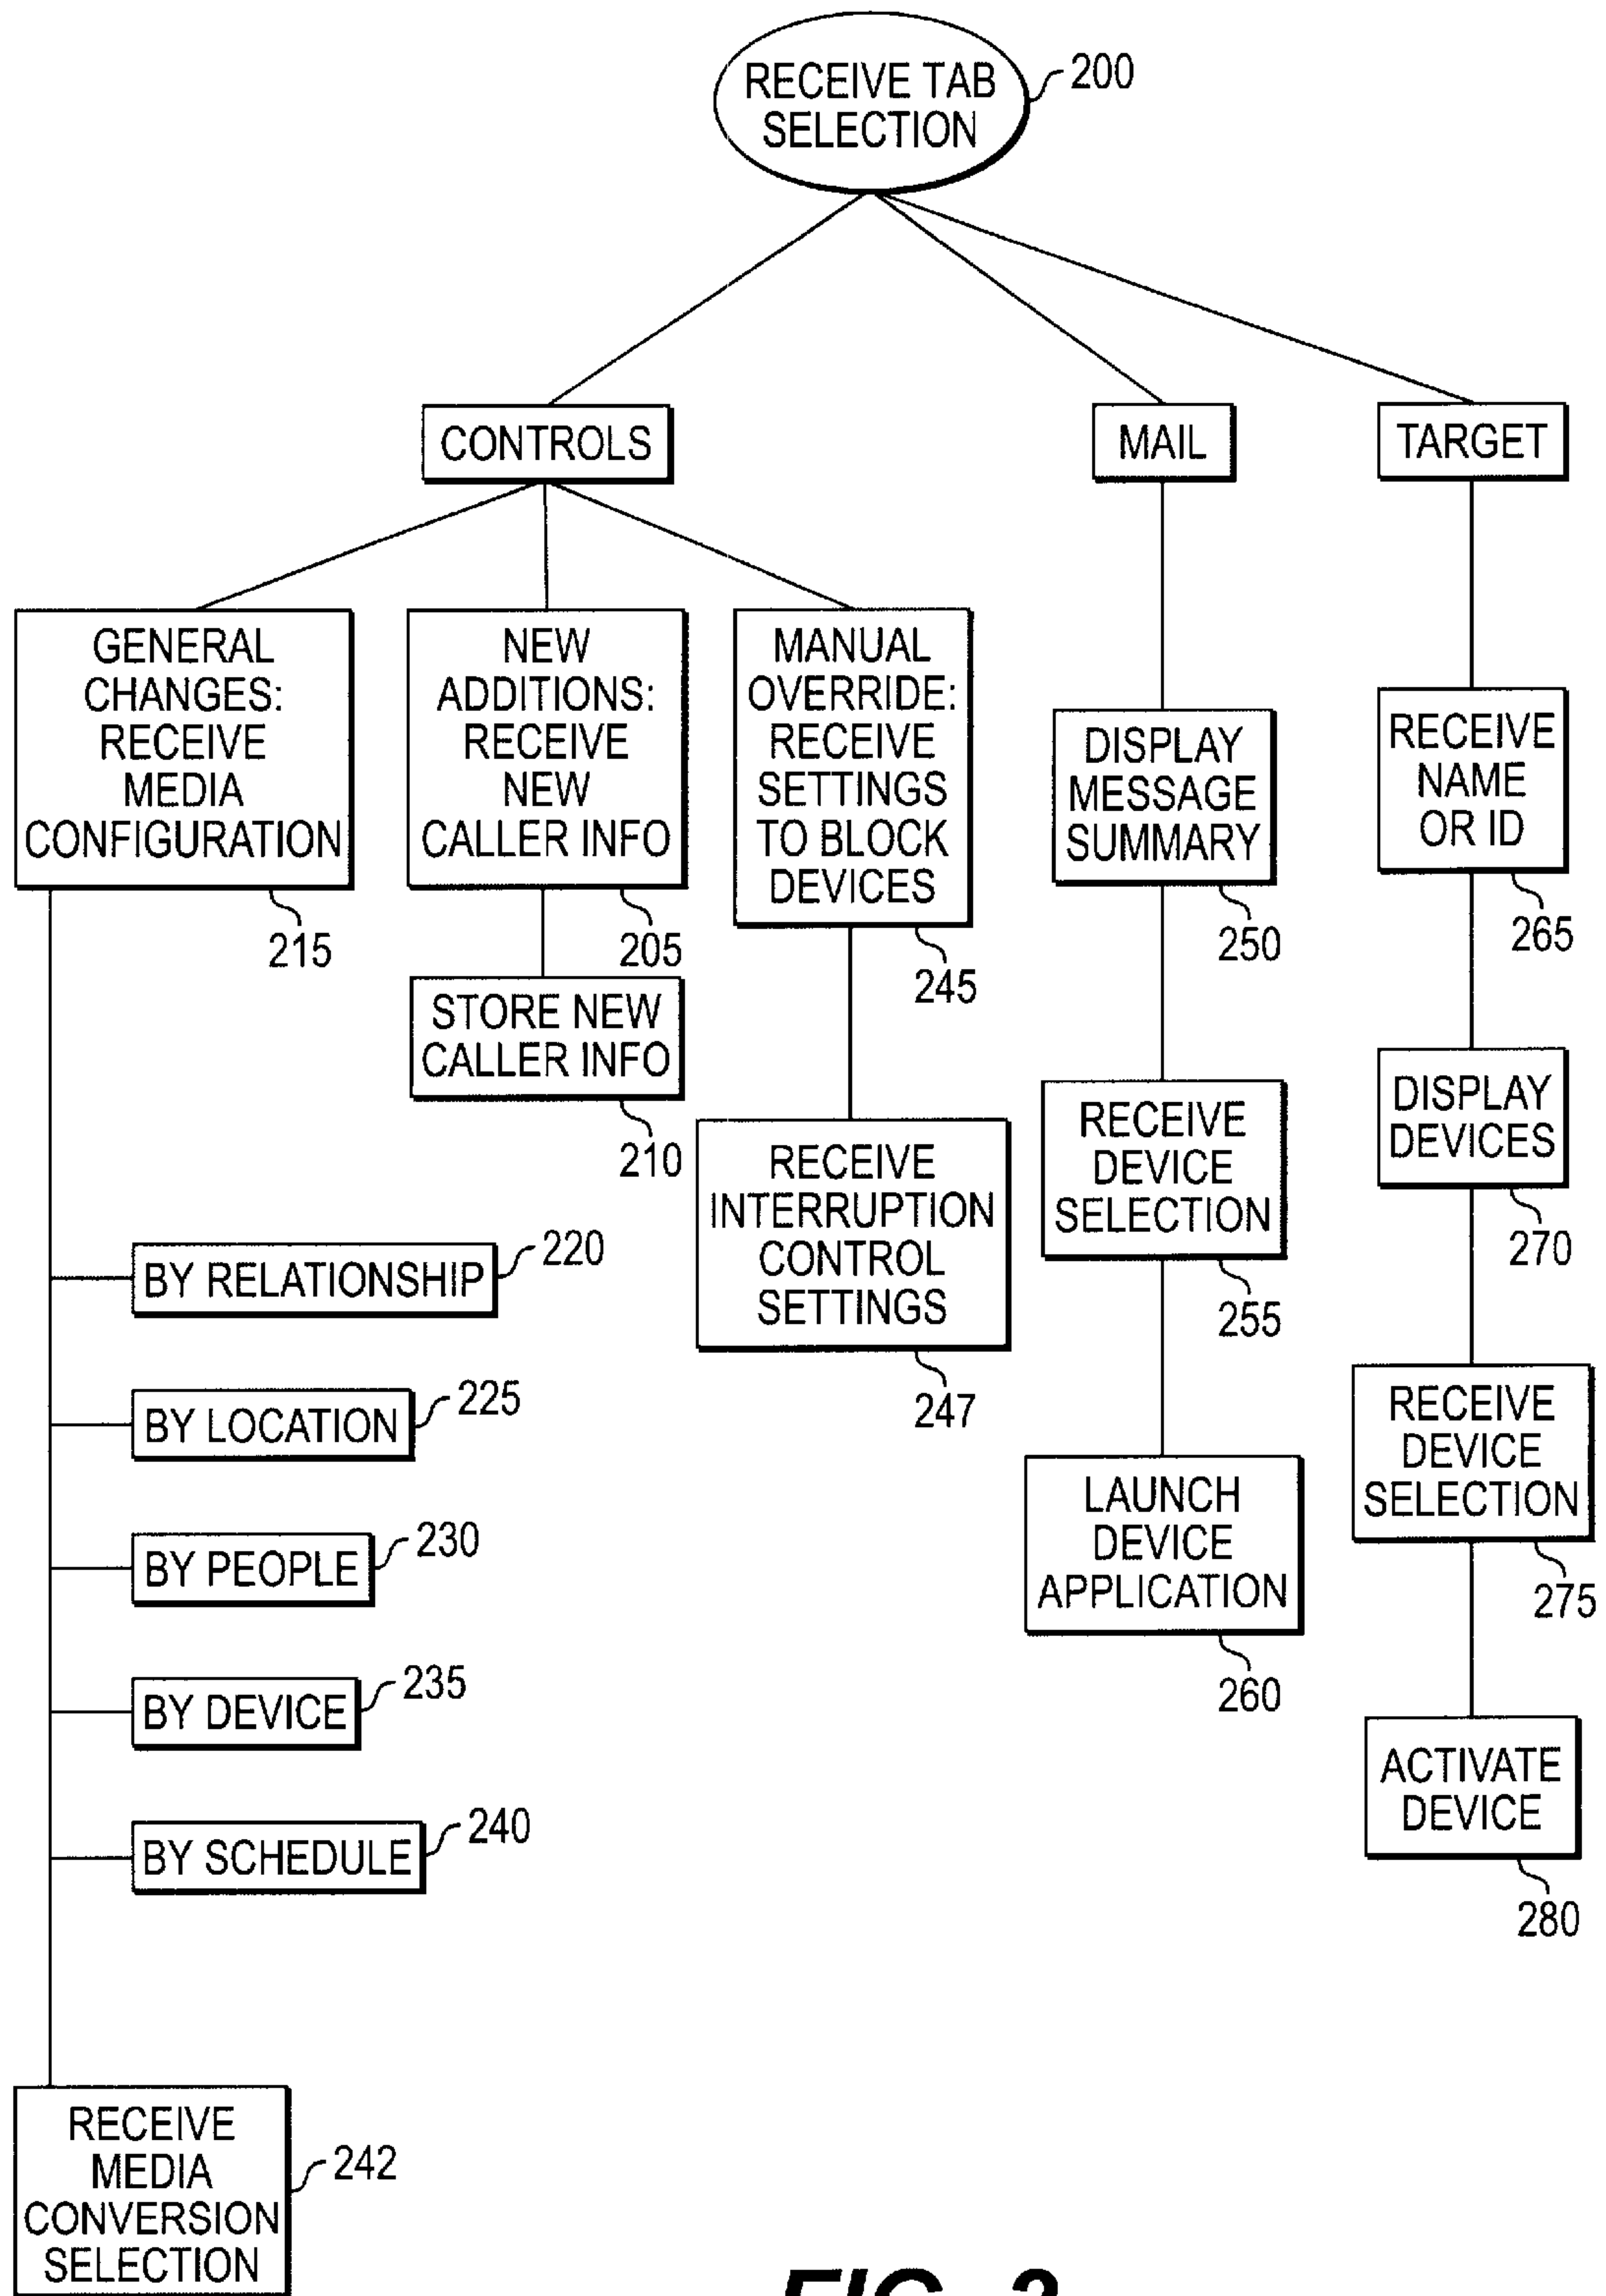 RECEIVE TAB
SELECTION
200
CONTROLS
MAIL
TARGET
GENERAL
CHANGES:
RECEIVE
MEDIA
CONFIGURATION
215
NEW
ADDITIONS:
RECEIVE
NEW
CALLER INFO
205
STORE NEW
CALLER INFO
210
MANUAL
OVERRIDE:
RECEIVE
SETTINGS
TO BLOCK
DEVICES
245
RECEIVE
INTERRUPTION
CONTROL
SETTINGS
247
DISPLAY
MESSAGE
SUMMARY
250
RECEIVE
DEVICE
SELECTION
255
LAUNCH
DEVICE
APPLICATION
260
RECEIVE
NAME
OR ID
265
DISPLAY
DEVICES
270
RECEIVE
DEVICE
SELECTION
275
ACTIVATE
DEVICE
280
BY RELATIONSHIP
220
BY LOCATION
225
BY PEOPLE
230
BY DEVICE
235
BY SCHEDULE
240
RECEIVE
MEDIA
CONVERSION
SELECTION
242
FIG.